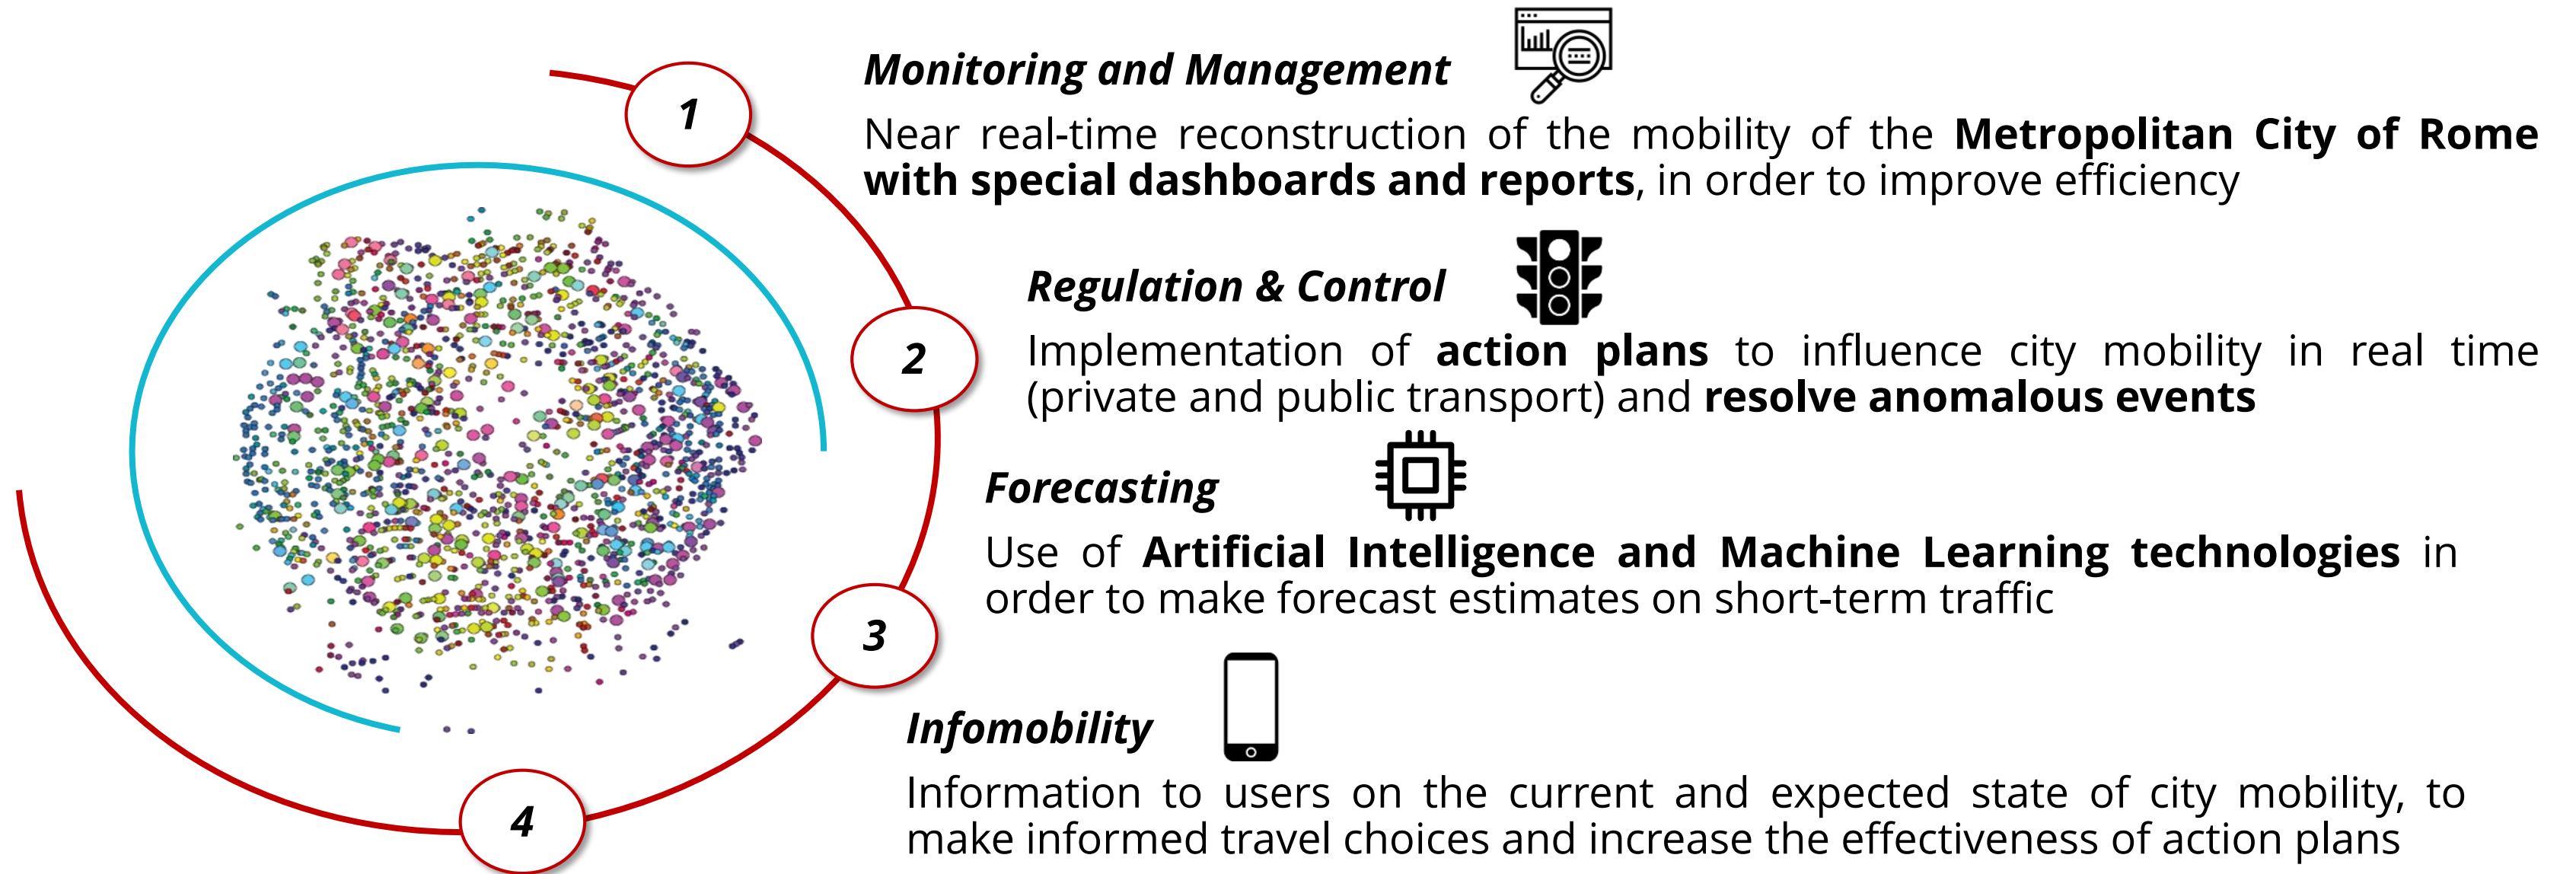 1
Monitoring and Management
Near real-time reconstruction of the mobility of the Metropolitan City of Rome
with special dashboards and reports, in order to improve efficiency
2
Regulation & Control
Implementation of action plans to influence city mobility in real time
(private and public transport) and resolve anomalous events
3
Forecasting
Use of Artificial Intelligence and Machine Learning technologies in
order to make forecast estimates on short-term traffic
4
Infomobility
Information to users on the current and expected state of city mobility, to
make informed travel choices and increase the effectiveness of action plans